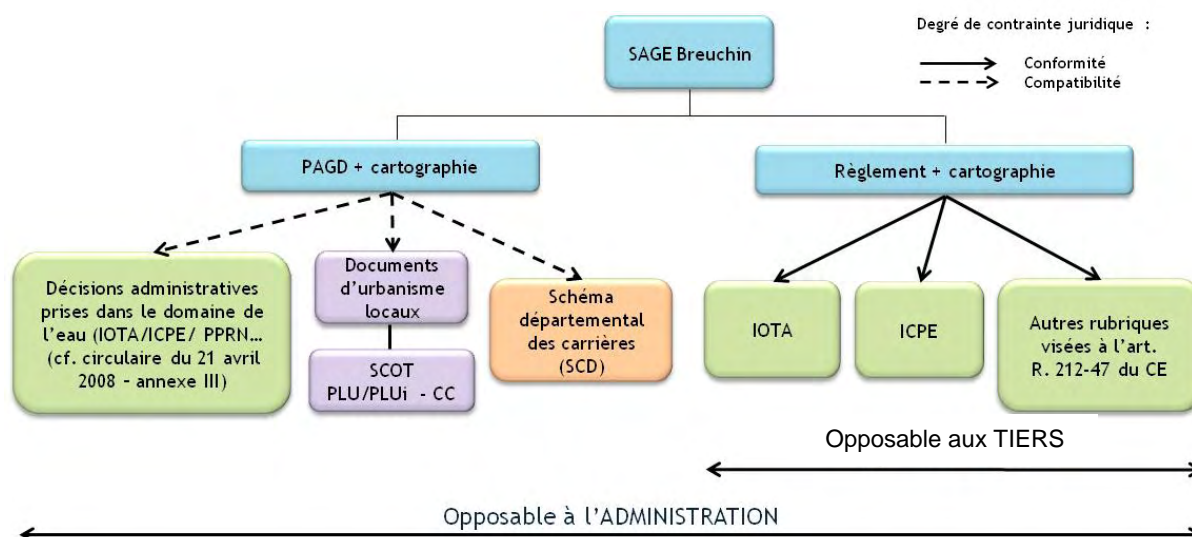 SAGE Breuchin
Degré de contrainte juridique :
Conformité
Compatibilité
PAGD + cartographie
Règlement + cartographie
Décisions administratives
prises dans le domaine de
l’eau (IOTA/ICPE/ PPRN…
(cf. circulaire du 21 avril
2008 – annexe III)
Documents
d’urbanisme
locaux
SCOT
PLU/PLUi - CC
Schéma
départemental
des carrières
(SCD)
IOTA
ICPE
Autres rubriques
visées à l’art.
R. 212-47 du CE
Opposable aux TIERS
Opposable à l’ADMINISTRATION